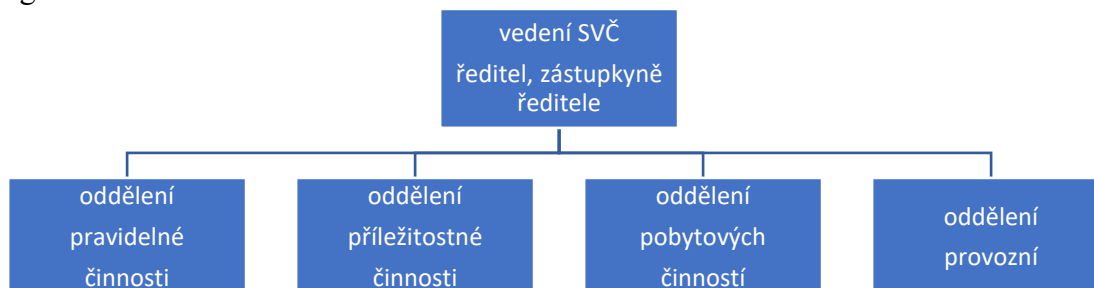 vedení SVČ
ředitel, zástupkyně
ředitele
oddělení
pravidelné
činnosti
oddělení
příležitostné
činnosti
oddělení
pobytových
činností
oddělení
provozní